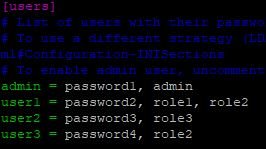 [users]
# List of users with their passwo
# To use a different strategy (LD
ml#Configuration-INISections
# To enable admin user, uncomment
admin = password1, admin
user1 = password2, role1, role2
user2 = password3, role3
user3 = password4, role2